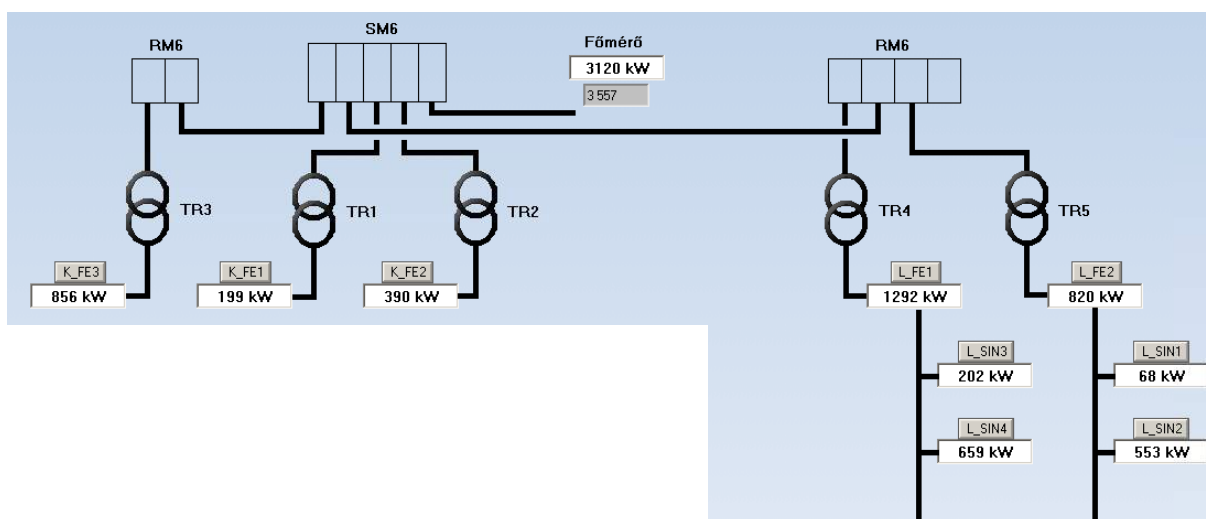 RM6
SM6
Főmérő
3120 kW
3 557
RM6
TR3
TR1
TR2
TR4
TR5
K_FE3
856 kW
K_FE1
199 kW
K_FE2
390 kW
L_FE1
1292 kW
L_FE2
820 kW
L_SIN3
202 kW
L_SIN1
68 kW
L_SIN4
659 kW
L_SIN2
553 kW